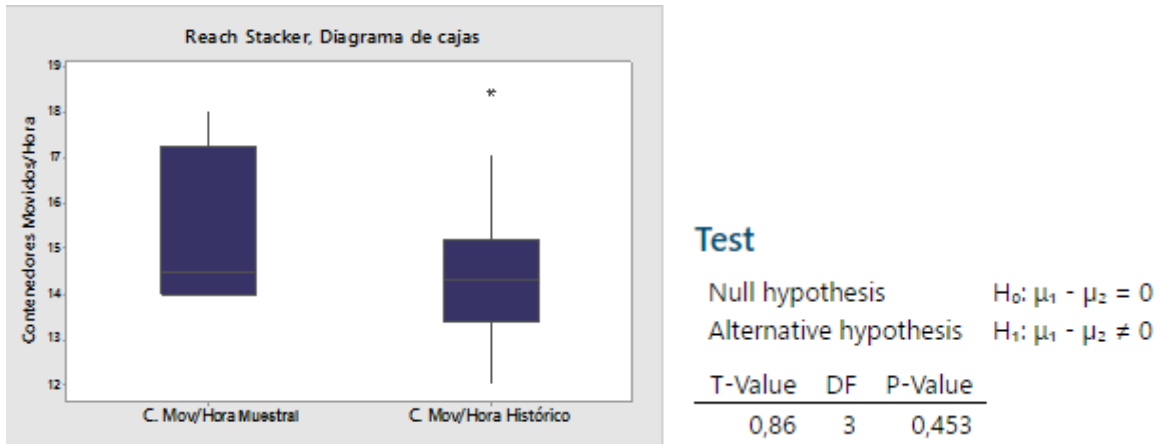 Reach Stacker, Diagrama de cajas
Contenedores Movidos/Hora
19
18
17
16
15
14
13
12
*
C. Mov/Hora Muestral
C. Mov/Hora Histórico
Test
Null hypothesis H₀: μ₁ - μ₂ = 0
Alternative hypothesis H₁: μ₁ - μ₂ ≠ 0
T-Value DF P-Value
0,86 3 0,453